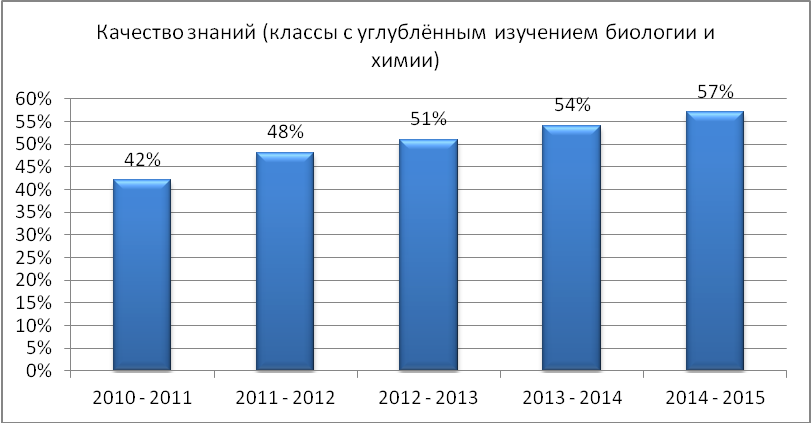 Качество знаний (классы с углублённым изучением биологии и
химии)
60%
55%
50%
45%
40%
35%
30%
25%
20%
15%
10%
5%
0%
42%
48%
51%
54%
57%
2010 - 2011
2011 - 2012
2012 - 2013
2013 - 2014
2014 - 2015